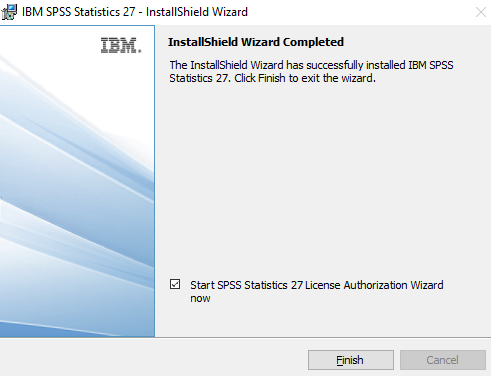 IBM SPSS Statistics 27 - InstallShield Wizard
IBM.
InstallShield Wizard Completed
The InstallShield Wizard has successfully installed IBM SPSS
Statistics 27. Click Finish to exit the wizard.
Start SPSS Statistics 27 License Authorization Wizard
now
Finish
Cancel